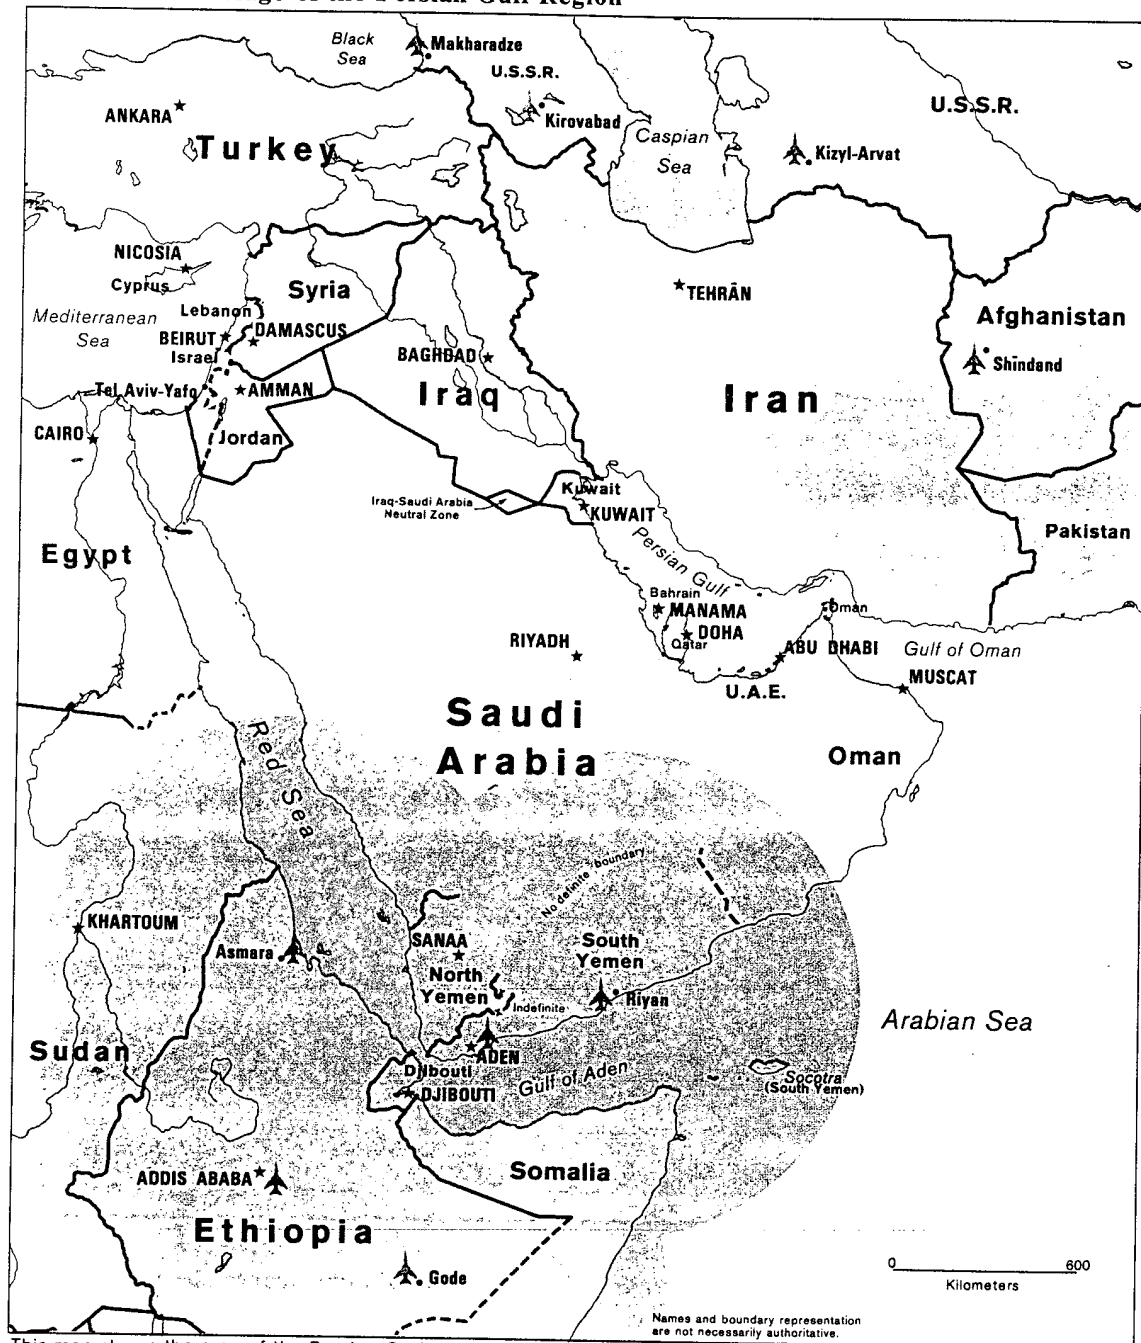 Persian Gulf Region
Black
Sea
Makharadze
U.S.S.R.
Kirovabad
U.S.S.R.
ANKARA
Turkey
Caspian
Sea
Kizyl-Arvat
NICOSIA
Cyprus
Syria
TEHRĀN
Lebanon
Mediterranean
Sea
BEIRUT
DAMASCUS
Israel
Afghanistan
Shīndand
BAGHDAD
Iraq
Iran
Tel Aviv-Yafo
AMMAN
CAIRO
Jordan
Iraq-Saudi Arabia
Neutral Zone
Kuwait
KUWAIT
Pakistan
Egypt
Persian Gulf
Bahrain
MANAMA
DOHA
Qatar
Oman
RIYADH
ABU DHABI
Gulf of Oman
MUSCAT
U.A.E.
Saudi
Arabia
Red Sea
Oman
No definite boundary
KHARTOUM
Asmara
SANAA
North
Yemen
South
Yemen
Riyan
Indefinite
Arabian Sea
Sudan
ADEN
Djibouti
DJIBOUTI
Gulf of Aden
Socotra
(South Yemen)
ADDIS ABABA
Somalia
Ethiopia
Gode
0 600
Kilometers
Names and boundary representation
are not necessarily authoritative.